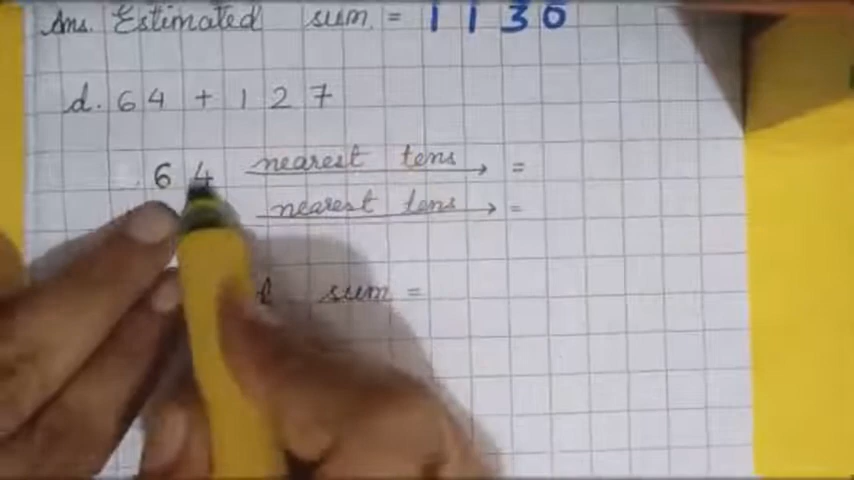 Ans. Estimated sum = 1130
d. 64 + 127
64 nearest tens =
nearest tens =
sum =